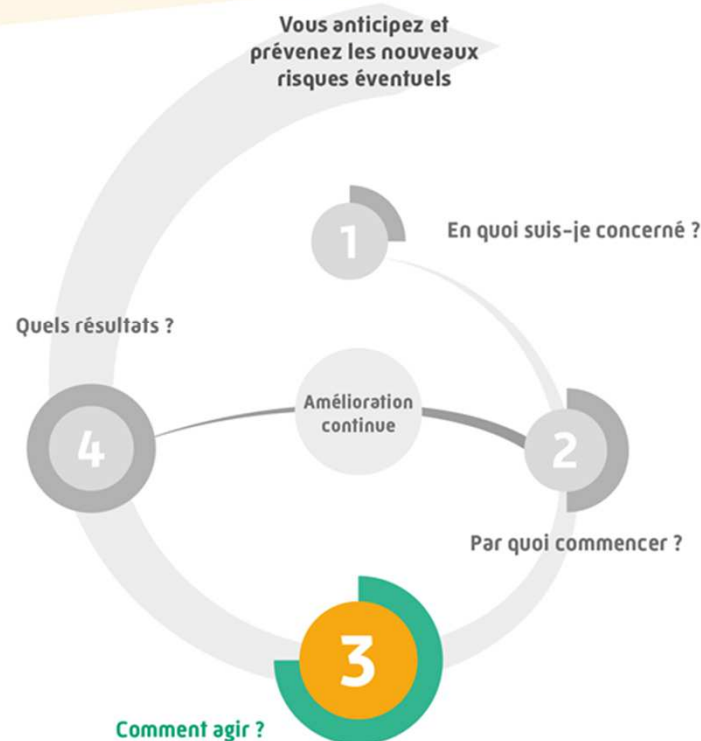 Vous anticipez et
prévenez les nouveaux
risques éventuels
1
En quoi suis-je concerné ?
Quels résultats ?
Amélioration
continue
4
2
Par quoi commencer ?
3
Comment agir ?